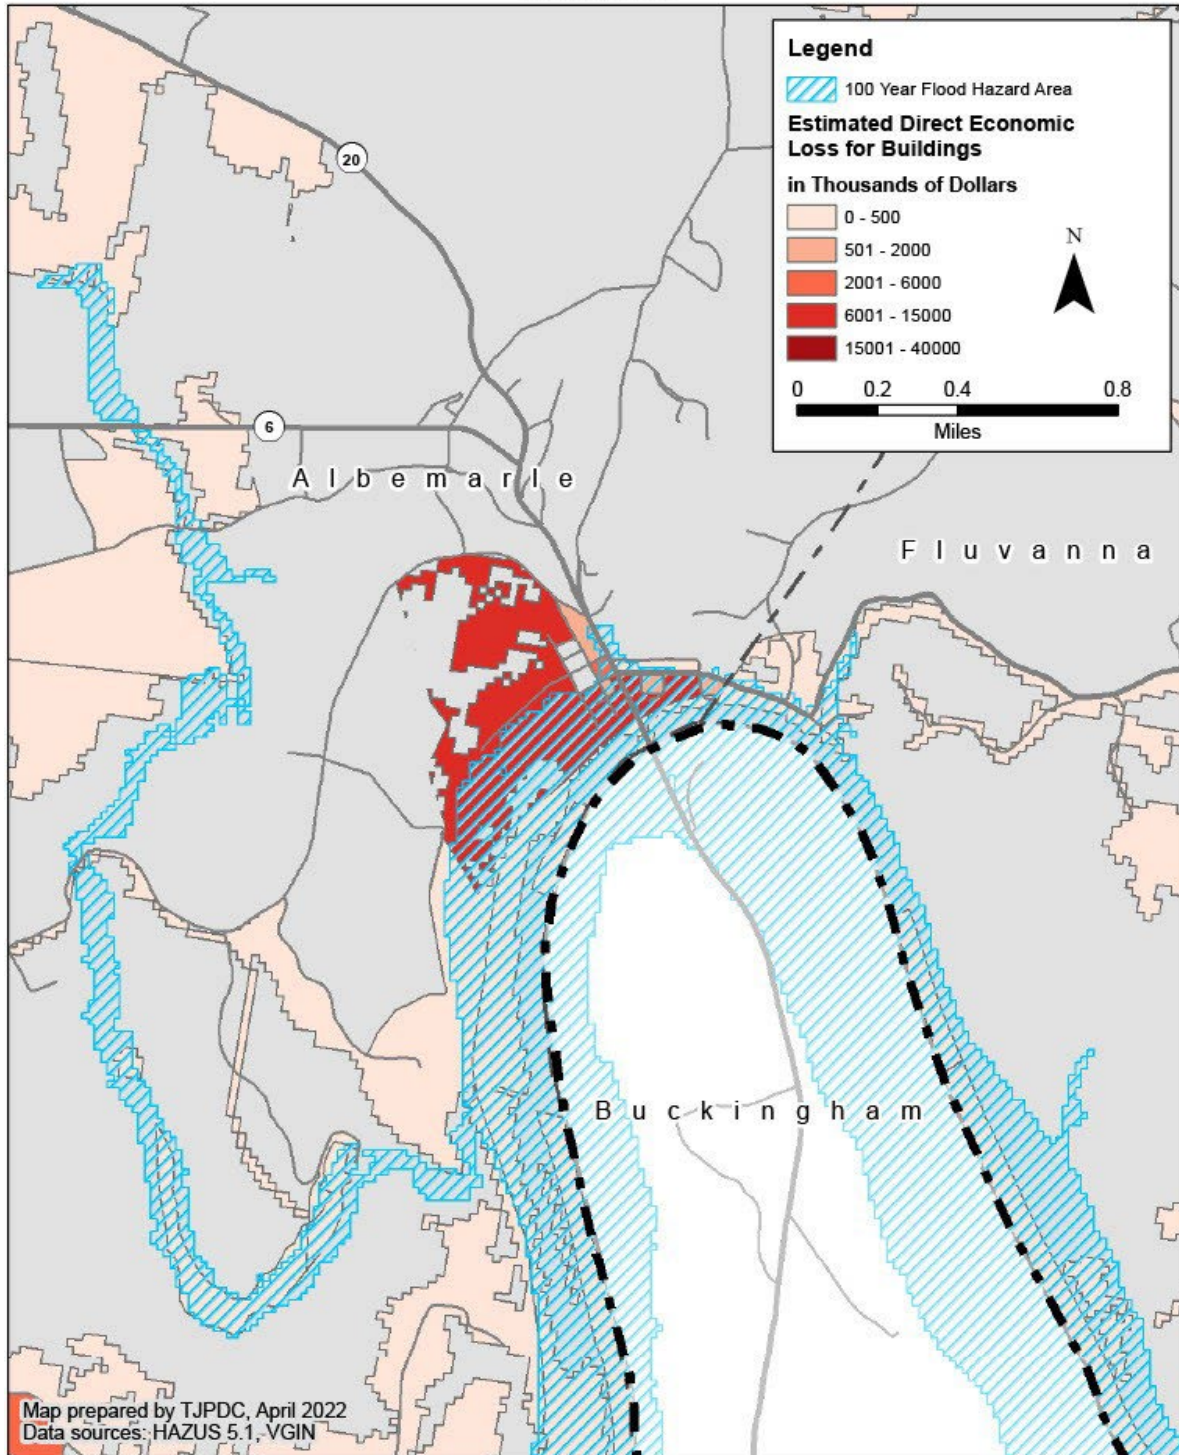 Legend
100 Year Flood Hazard Area
Estimated Direct Economic
Loss for Buildings
in Thousands of Dollars
0 - 500
501 - 2000
2001 - 6000
6001 - 15000
15001 - 40000
N
0 0.2 0.4 0.8
Miles
20
6
Albemarle
Fluvanna
Buckingham
Map prepared by TJPDC, April 2022
Data sources: HAZUS 5.1, VGIN